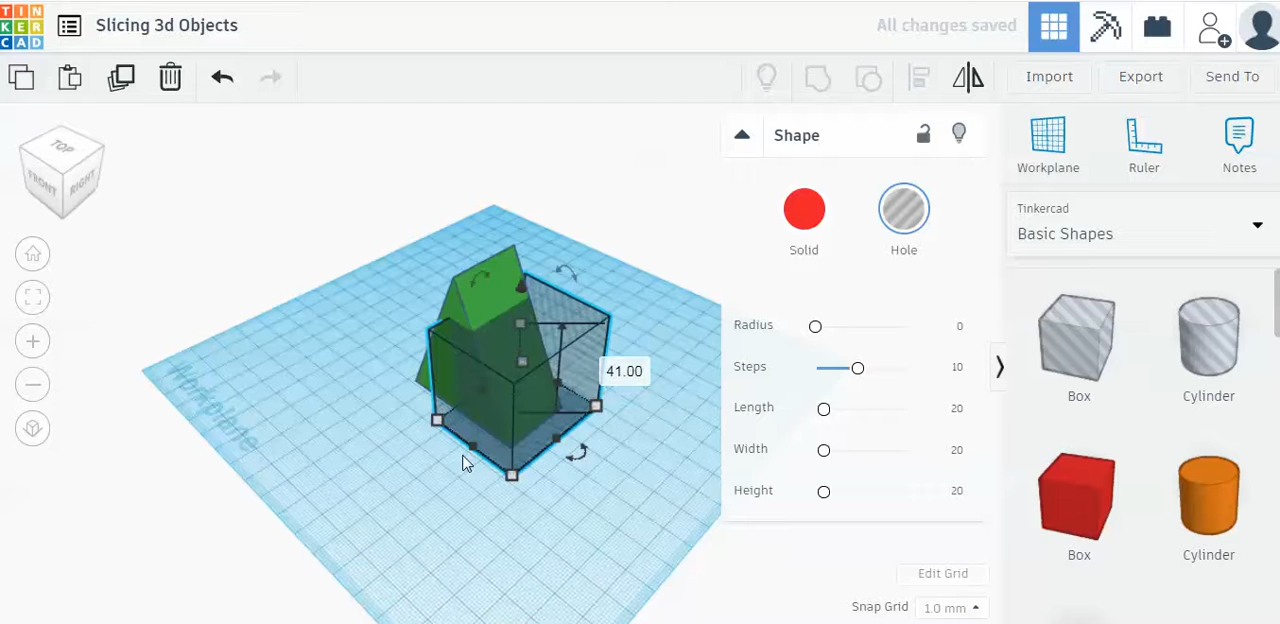 TIN
KER
CAD
Slicing 3d Objects
All changes saved
Import
Export
Send To
TOP
FRONT
RIGHT
Shape
Solid
Hole
Radius
0
Steps
10
Length
20
Width
20
Height
20
41.00
Workplane
Edit Grid
Snap Grid
1.0 mm
Workplane
Ruler
Notes
Tinkercad
Basic Shapes
Box
Cylinder
Box
Cylinder